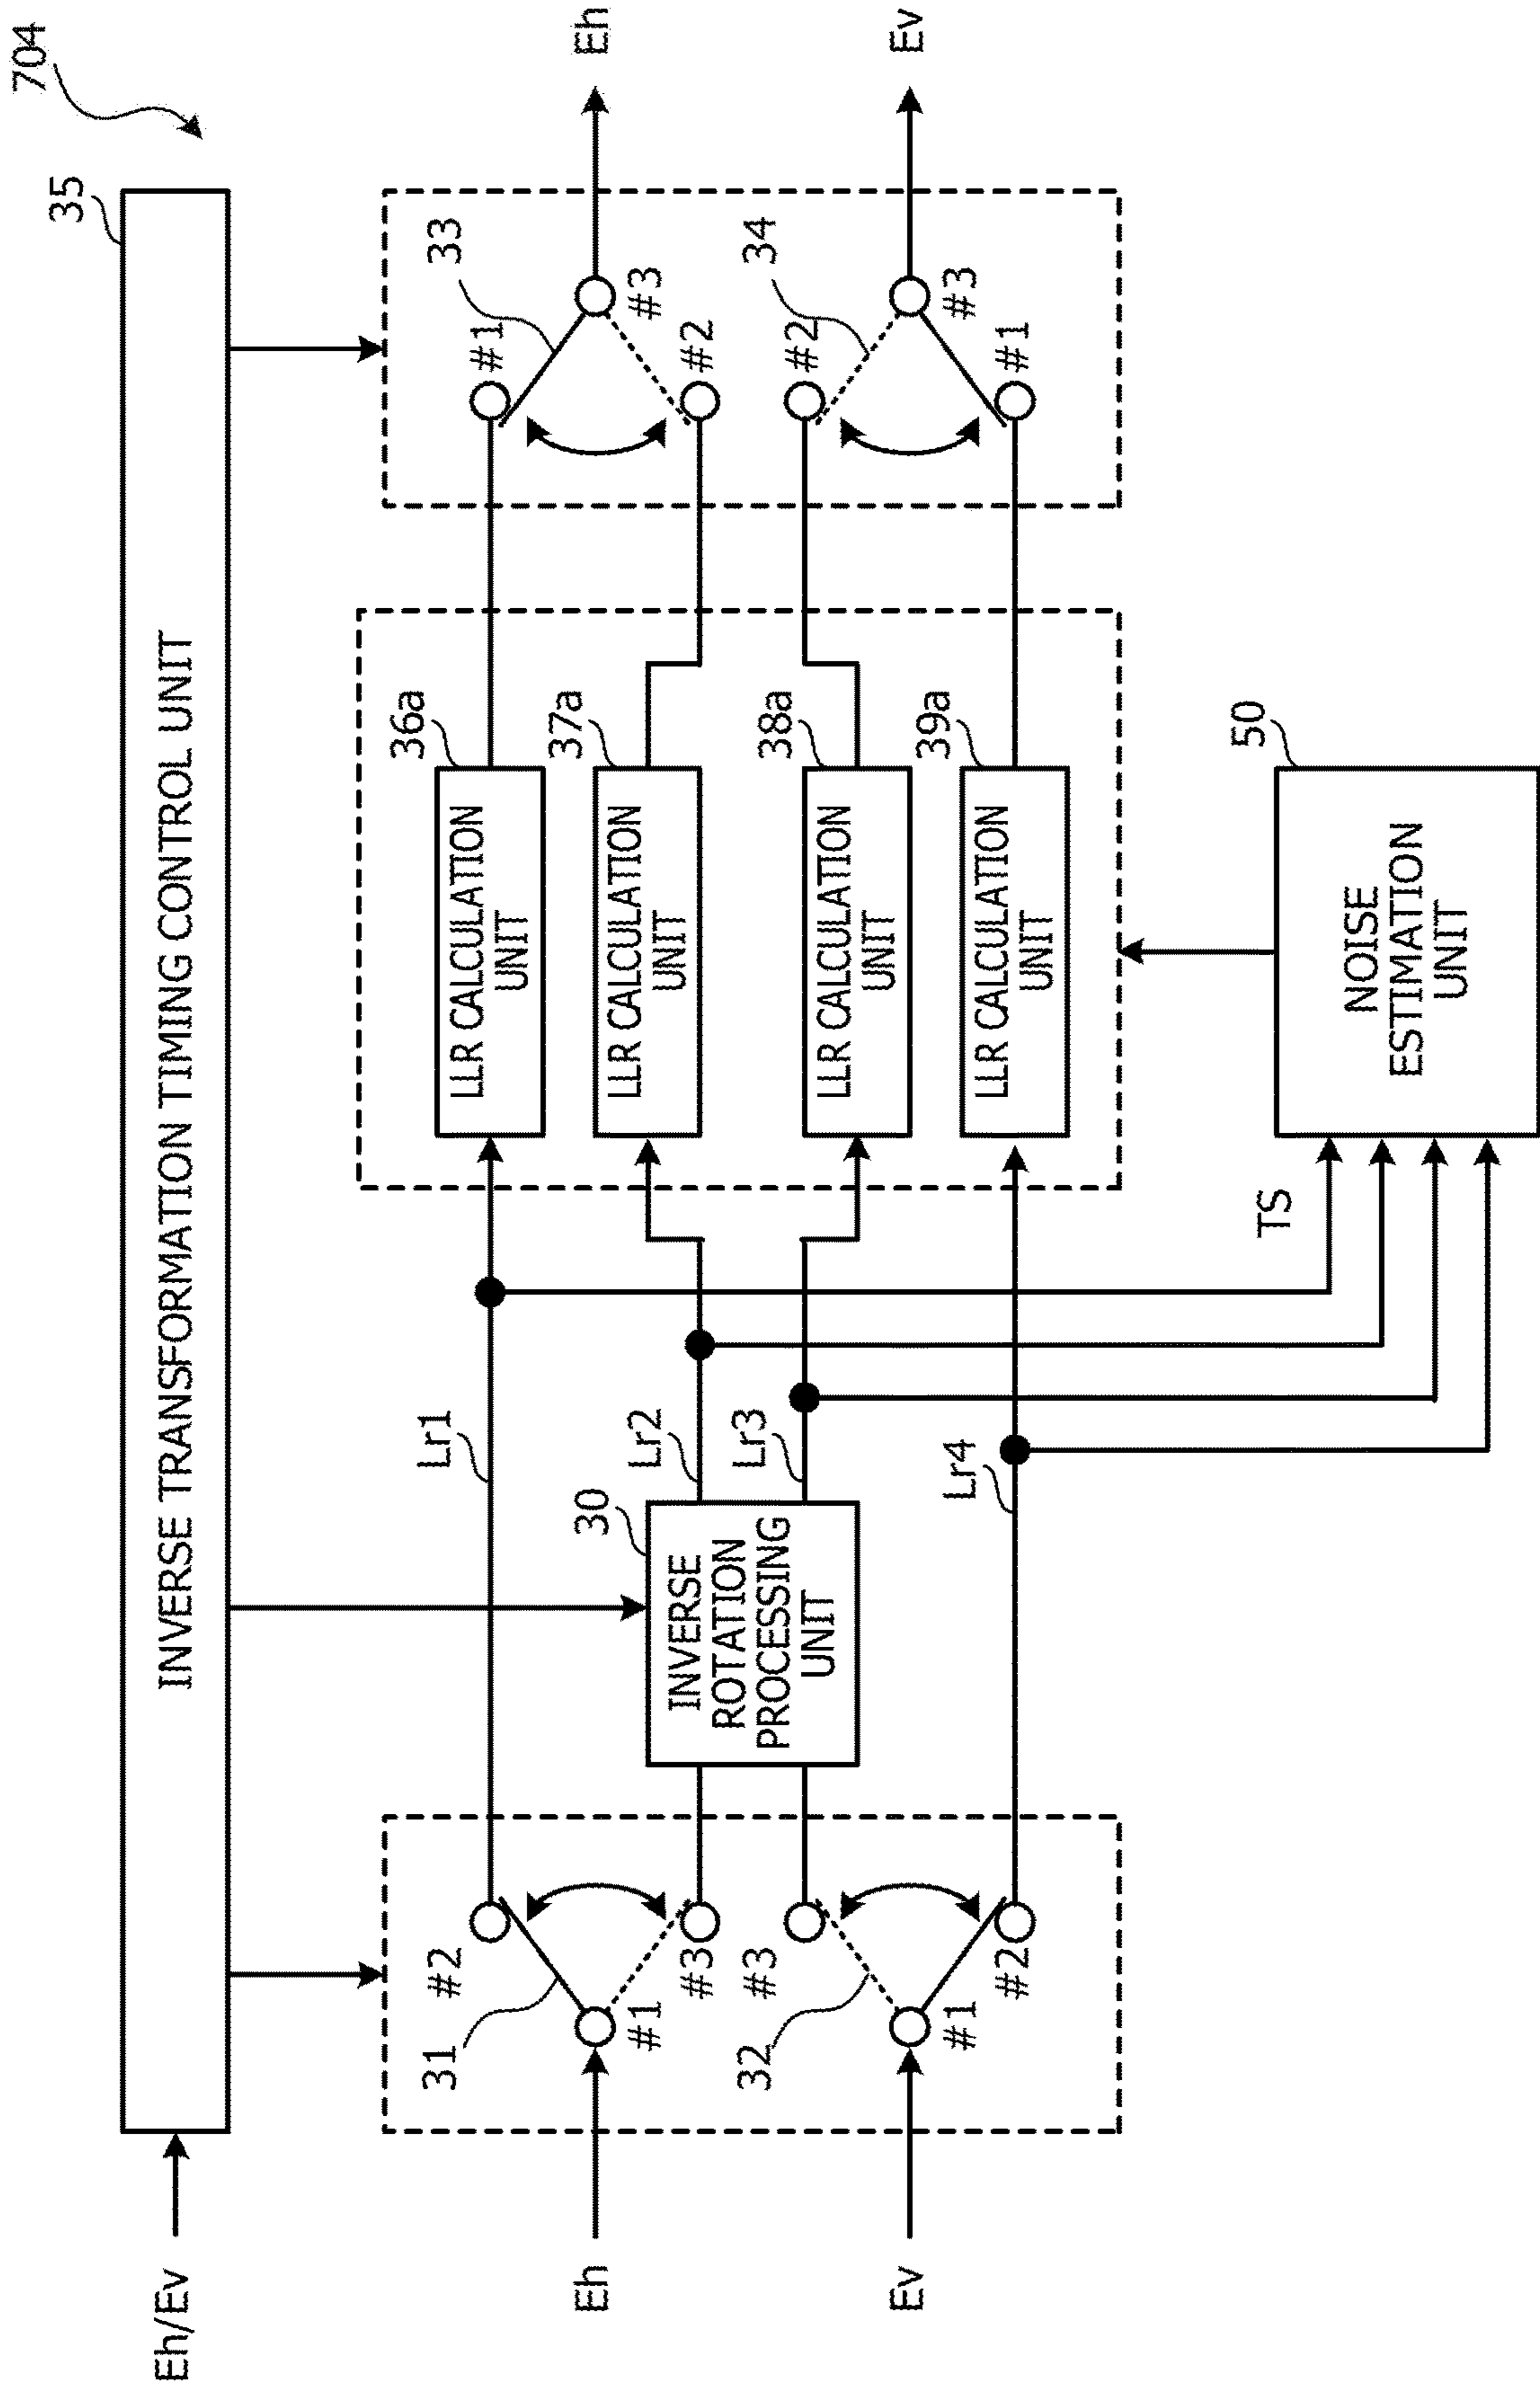 704
35
INVERSE TRANSFORMATION TIMING CONTROL UNIT
Eh/Ev
Eh
Ev
31
#1
#2
#3
32
#1
#3
#2
30
INVERSE
ROTATION
PROCESSING
UNIT
Lr1
Lr2
Lr3
Lr4
TS
36a
LLR CALCULATION
UNIT
37a
LLR CALCULATION
UNIT
38a
LLR CALCULATION
UNIT
39a
LLR CALCULATION
UNIT
50
NOISE
ESTIMATION
UNIT
33
#1
#3
#2
34
#2
#3
#1
Eh
Ev